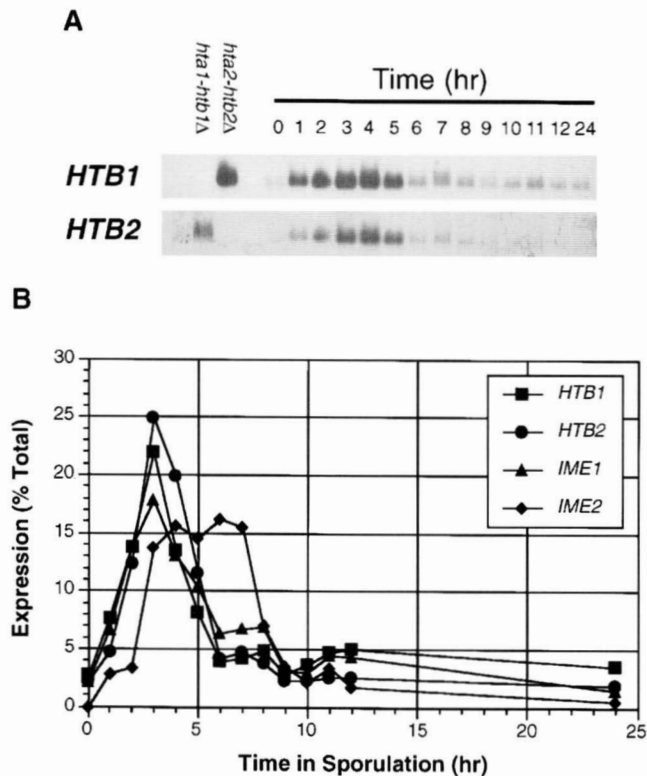 A
hta1-htb1Δ
hta2-htb2Δ
Time (hr)
0 1 2 3 4 5 6 7 8 9 10 11 12 24
HTB1
HTB2
B
30
25
20
15
10
5
0
Expression (% Total)
HTB1
HTB2
IME1
IME2
0 5 10 15 20 25
Time in Sporulation (hr)